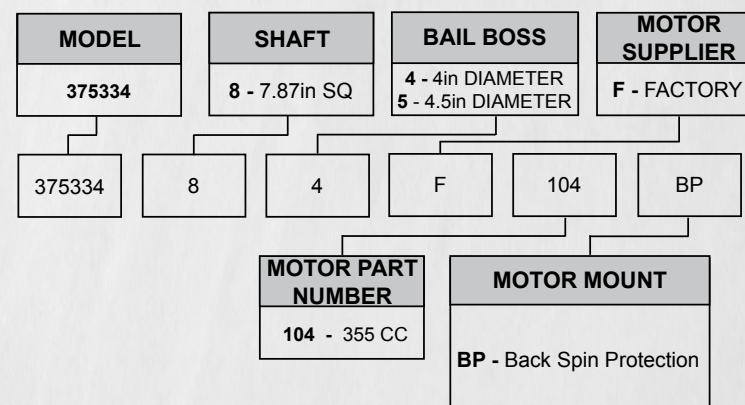 MODEL
375334
SHAFT
8 - 7.87in SQ
BAIL BOSS
4 - 4in DIAMETER
5 - 4.5in DIAMETER
MOTOR
SUPPLIER
F - FACTORY
375334
8
4
F
104
BP
MOTOR PART
NUMBER
104 - 355 CC
MOTOR MOUNT
BP - Back Spin Protection